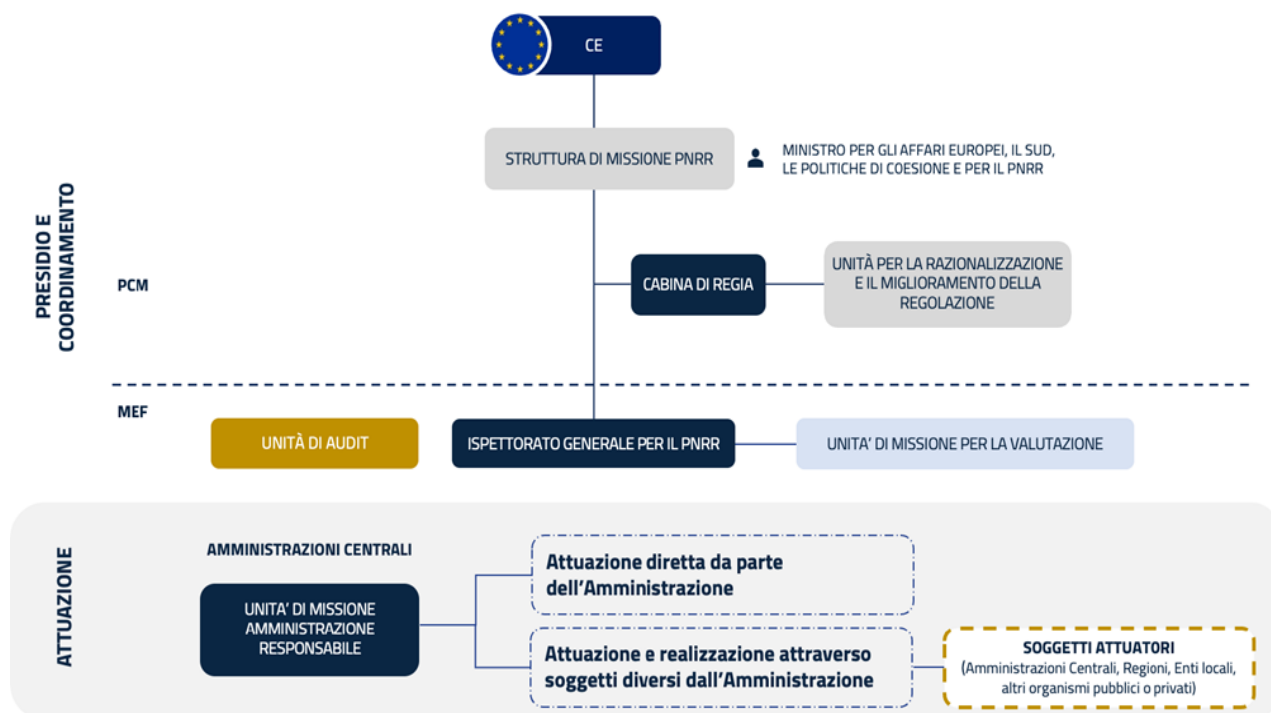 CE
STRUTTURA DI MISSIONE PNRR
MINISTRO PER GLI AFFARI EUROPEI, IL SUD,
LE POLITICHE DI COESIONE E PER IL PNRR
PRESIDIO E
COORDINAMENTO
PCM
CABINA DI REGIA
UNITÀ PER LA RAZIONALIZZAZIONE
E IL MIGLIORAMENTO DELLA
REGOLAZIONE
MEF
UNITÀ DI AUDIT
ISPETTORATO GENERALE PER IL PNRR
UNITA' DI MISSIONE PER LA VALUTAZIONE
ATTUAZIONE
AMMINISTRAZIONI CENTRALI
UNITA' DI MISSIONE
AMMINISTRAZIONE
RESPONSABILE
Attuazione diretta da parte
dell'Amministrazione
Attuazione e realizzazione attraverso
soggetti diversi dall'Amministrazione
SOGGETTI ATTUATORI
(Amministrazioni Centrali, Regioni, Enti locali,
altri organismi pubblici o privati)